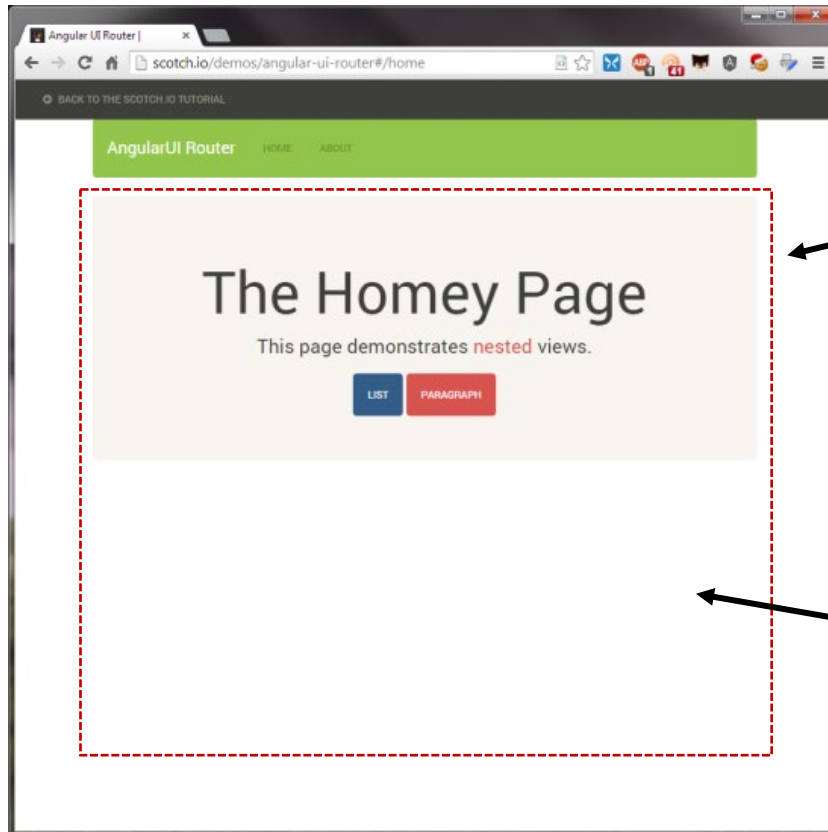 Angular UI Router |
scotch.io/demos/angular-ui-router#/home
41
BACK TO THE SCOTCH.IO TUTORIAL
AngularUI Router HOME ABOUT
The Homey Page
This page demonstrates nested views.
LIST PARAGRAPH